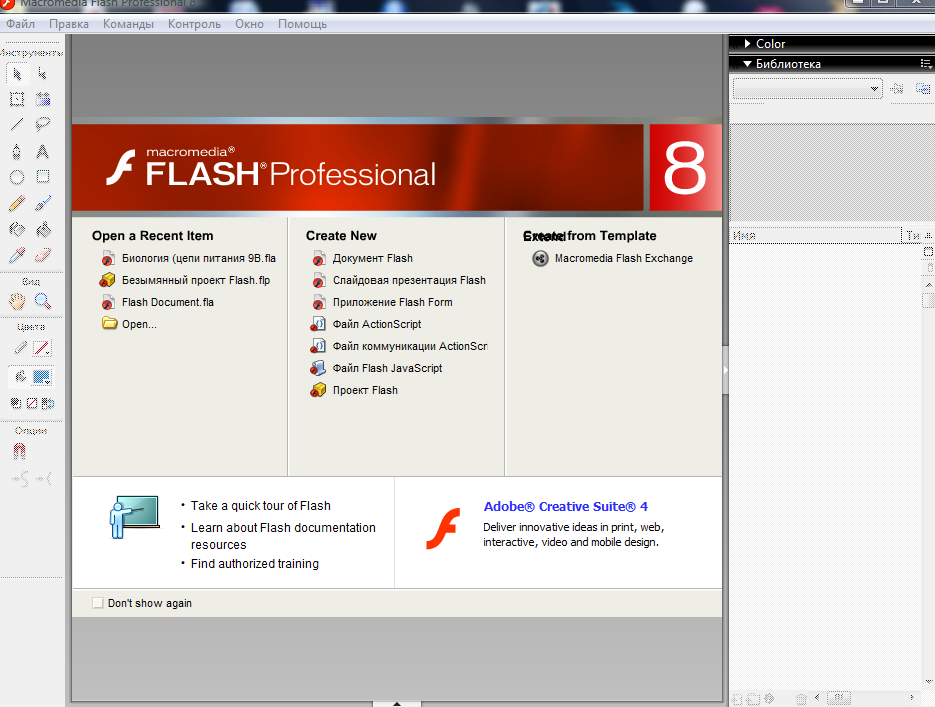 Macromedia Flash Professional 8
Файл Правка Команды Контроль Окно Помощь
Инструменты
Вид
Цвета
Опции
macromedia®
FLASH® Professional
8
Open a Recent Item
Биология (цепи питания 9В.fla
Безымянный проект Flash.flp
Flash Document.fla
Open...
Create New
Документ Flash
Слайдовая презентация Flash
Приложение Flash Form
Файл ActionScript
Файл коммуникации ActionScr
Файл Flash JavaScript
Проект Flash
Create from Template
Extend
Macromedia Flash Exchange
Take a quick tour of Flash
Learn about Flash documentation
resources
Find authorized training
Adobe® Creative Suite® 4
Deliver innovative ideas in print, web,
interactive, video and mobile design.
Don't show again
Color
Библиотека
Имя Ти